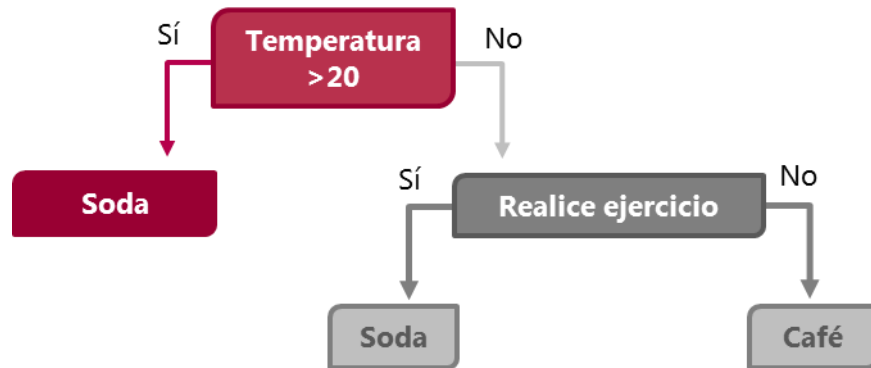 Sí
Temperatura
>20
No
Soda
Sí
Realice ejercicio
No
Soda
Café